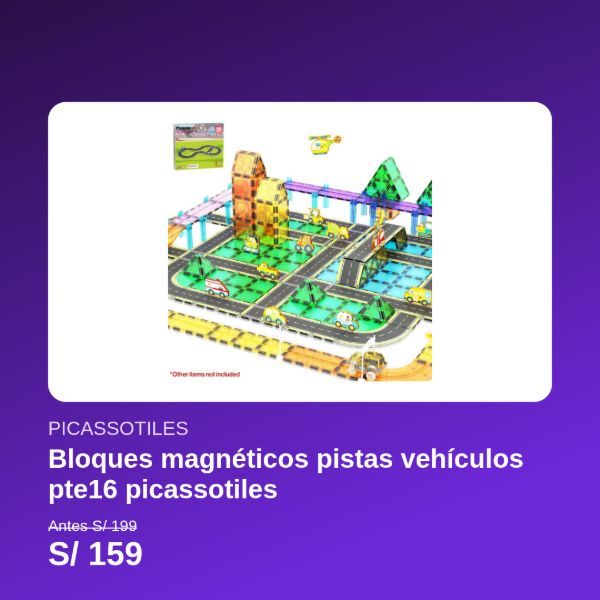 *Other items not included
PICASSOTILES
Bloques magnéticos pistas vehículos
pte16 picassotiles
Antes S/ 199
S/ 159